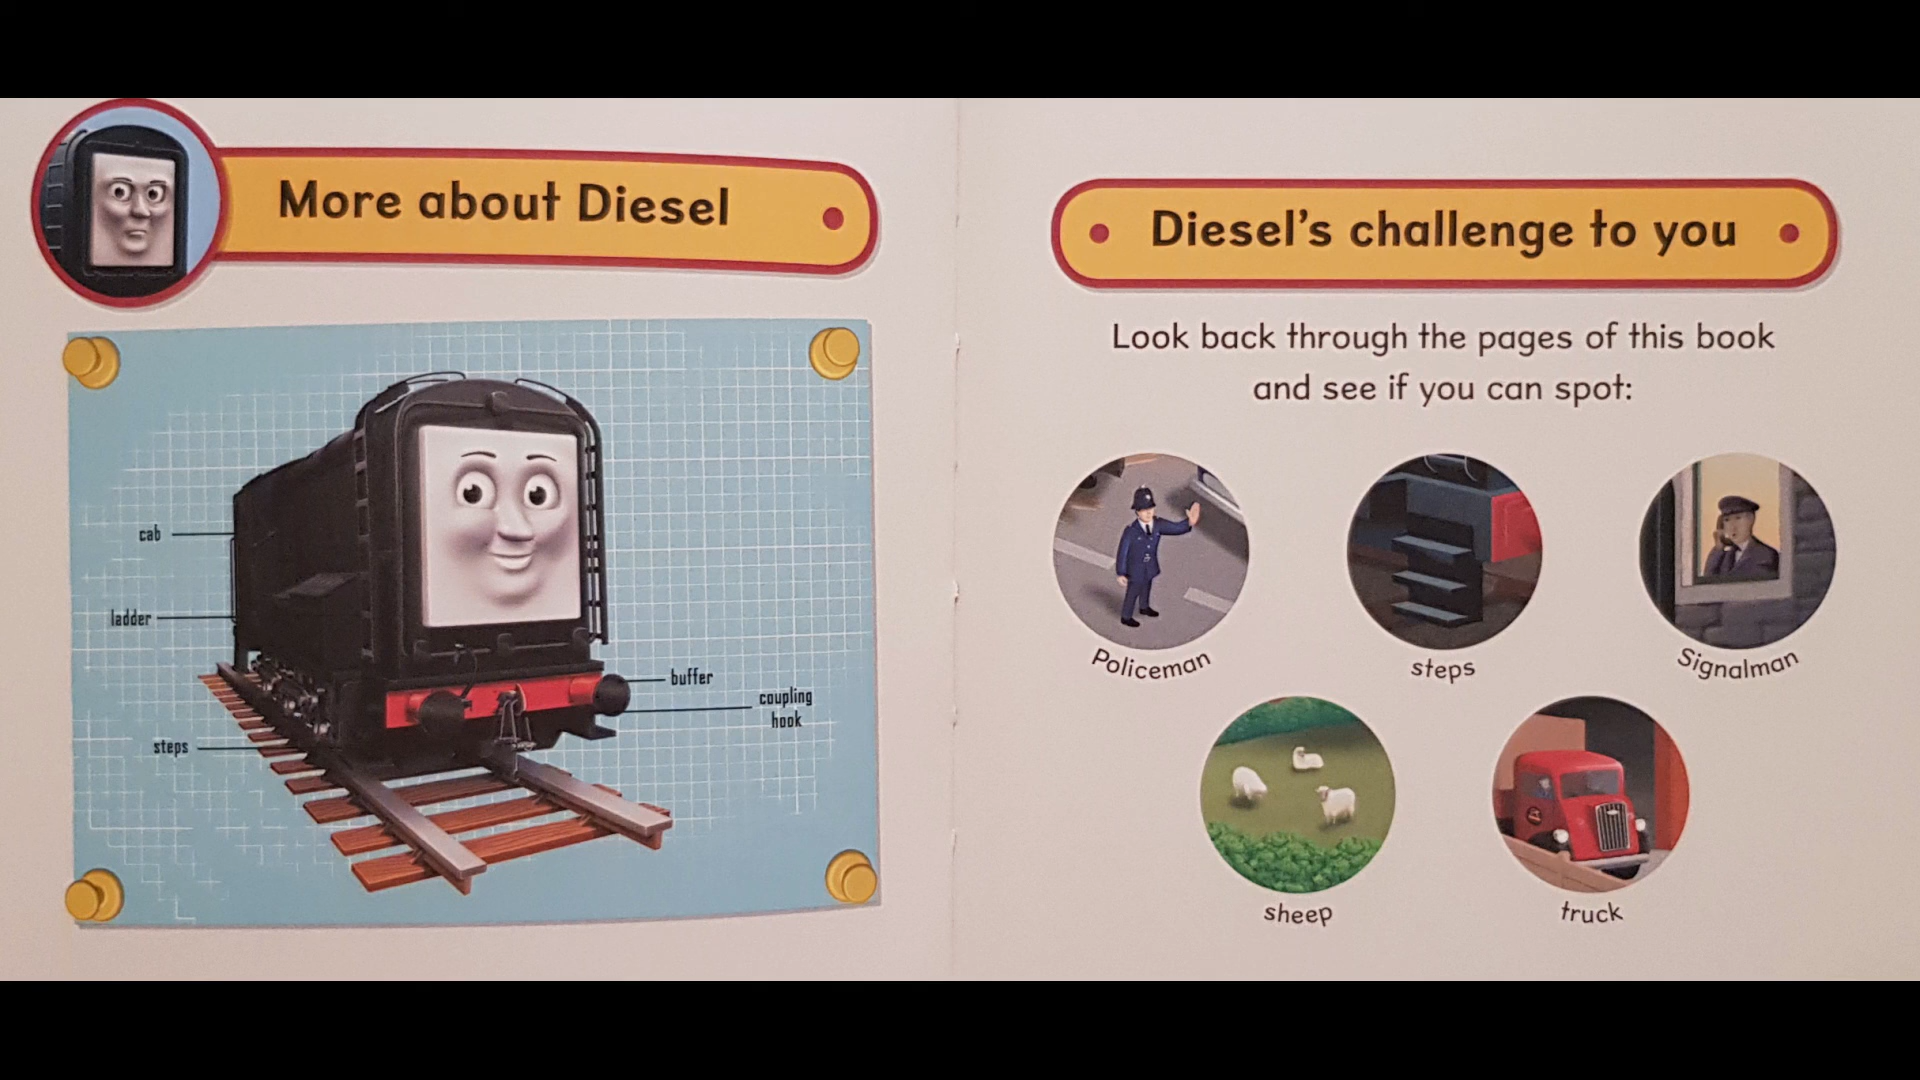 More about Diesel
cab
ladder
steps
buffer
coupling
hook
Diesel's challenge to you
Look back through the pages of this book
and see if you can spot:
Policeman
steps
Signalman
sheep
truck